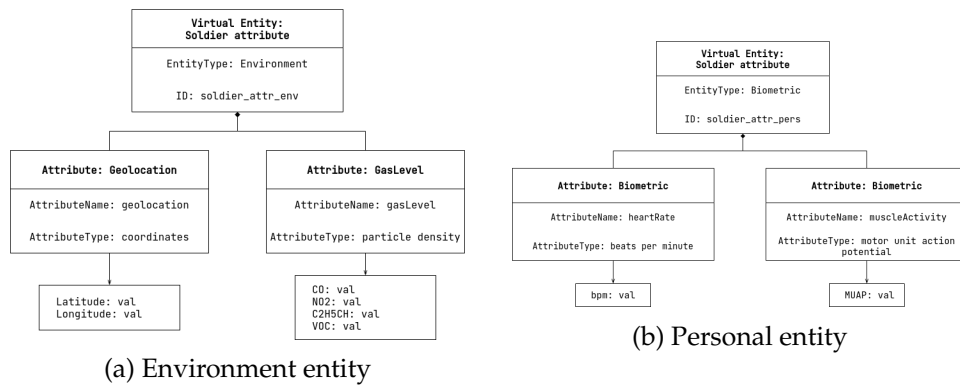 Virtual Entity:
Soldier attribute
EntityType: Environment
ID: soldier_attr_env
Attribute: Geolocation
AttributeName: geolocation
AttributeType: coordinates
Latitude: val
Longitude: val
Attribute: GasLevel
AttributeName: gasLevel
AttributeType: particle density
CO: val
NO2: val
C2H5CH: val
VOC: val
(a) Environment entity
Virtual Entity:
Soldier attribute
EntityType: Biometric
ID: soldier_attr_pers
Attribute: Biometric
AttributeName: heartRate
AttributeType: beats per minute
bpm: val
Attribute: Biometric
AttributeName: muscleActivity
AttributeType: motor unit action
potential
MUAP: val
(b) Personal entity